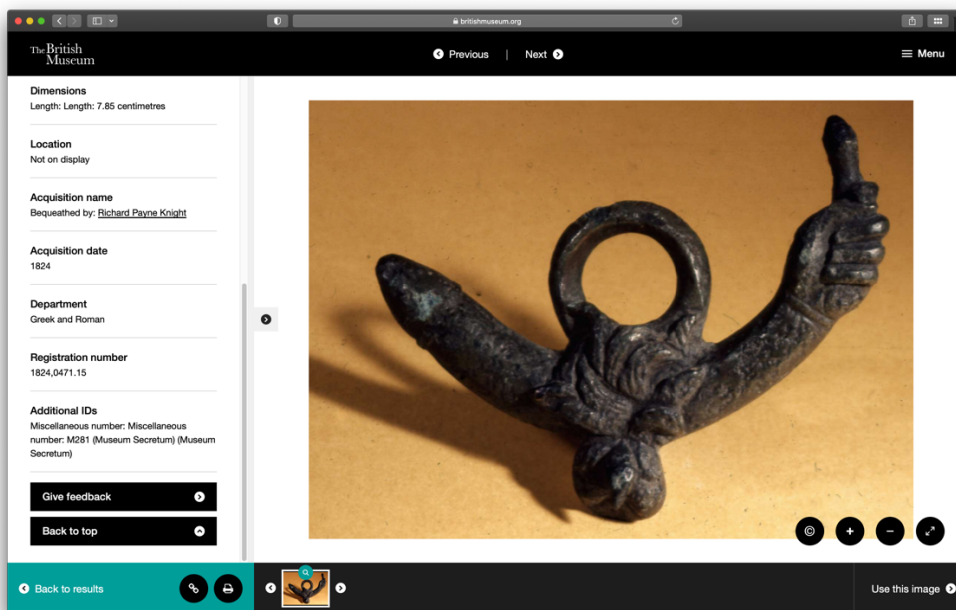 britishmuseum.org
The British
Museum
Previous | Next
Menu
Dimensions
Length: Length: 7.85 centimetres
Location
Not on display
Acquisition name
Bequeathed by: Richard Payne Knight
Acquisition date
1824
Department
Greek and Roman
Registration number
1824,0471.15
Additional IDs
Miscellaneous number: Miscellaneous
number: M281 (Museum Secretum) (Museum
Secretum)
Give feedback
Back to top
©
Back to results
Use this image